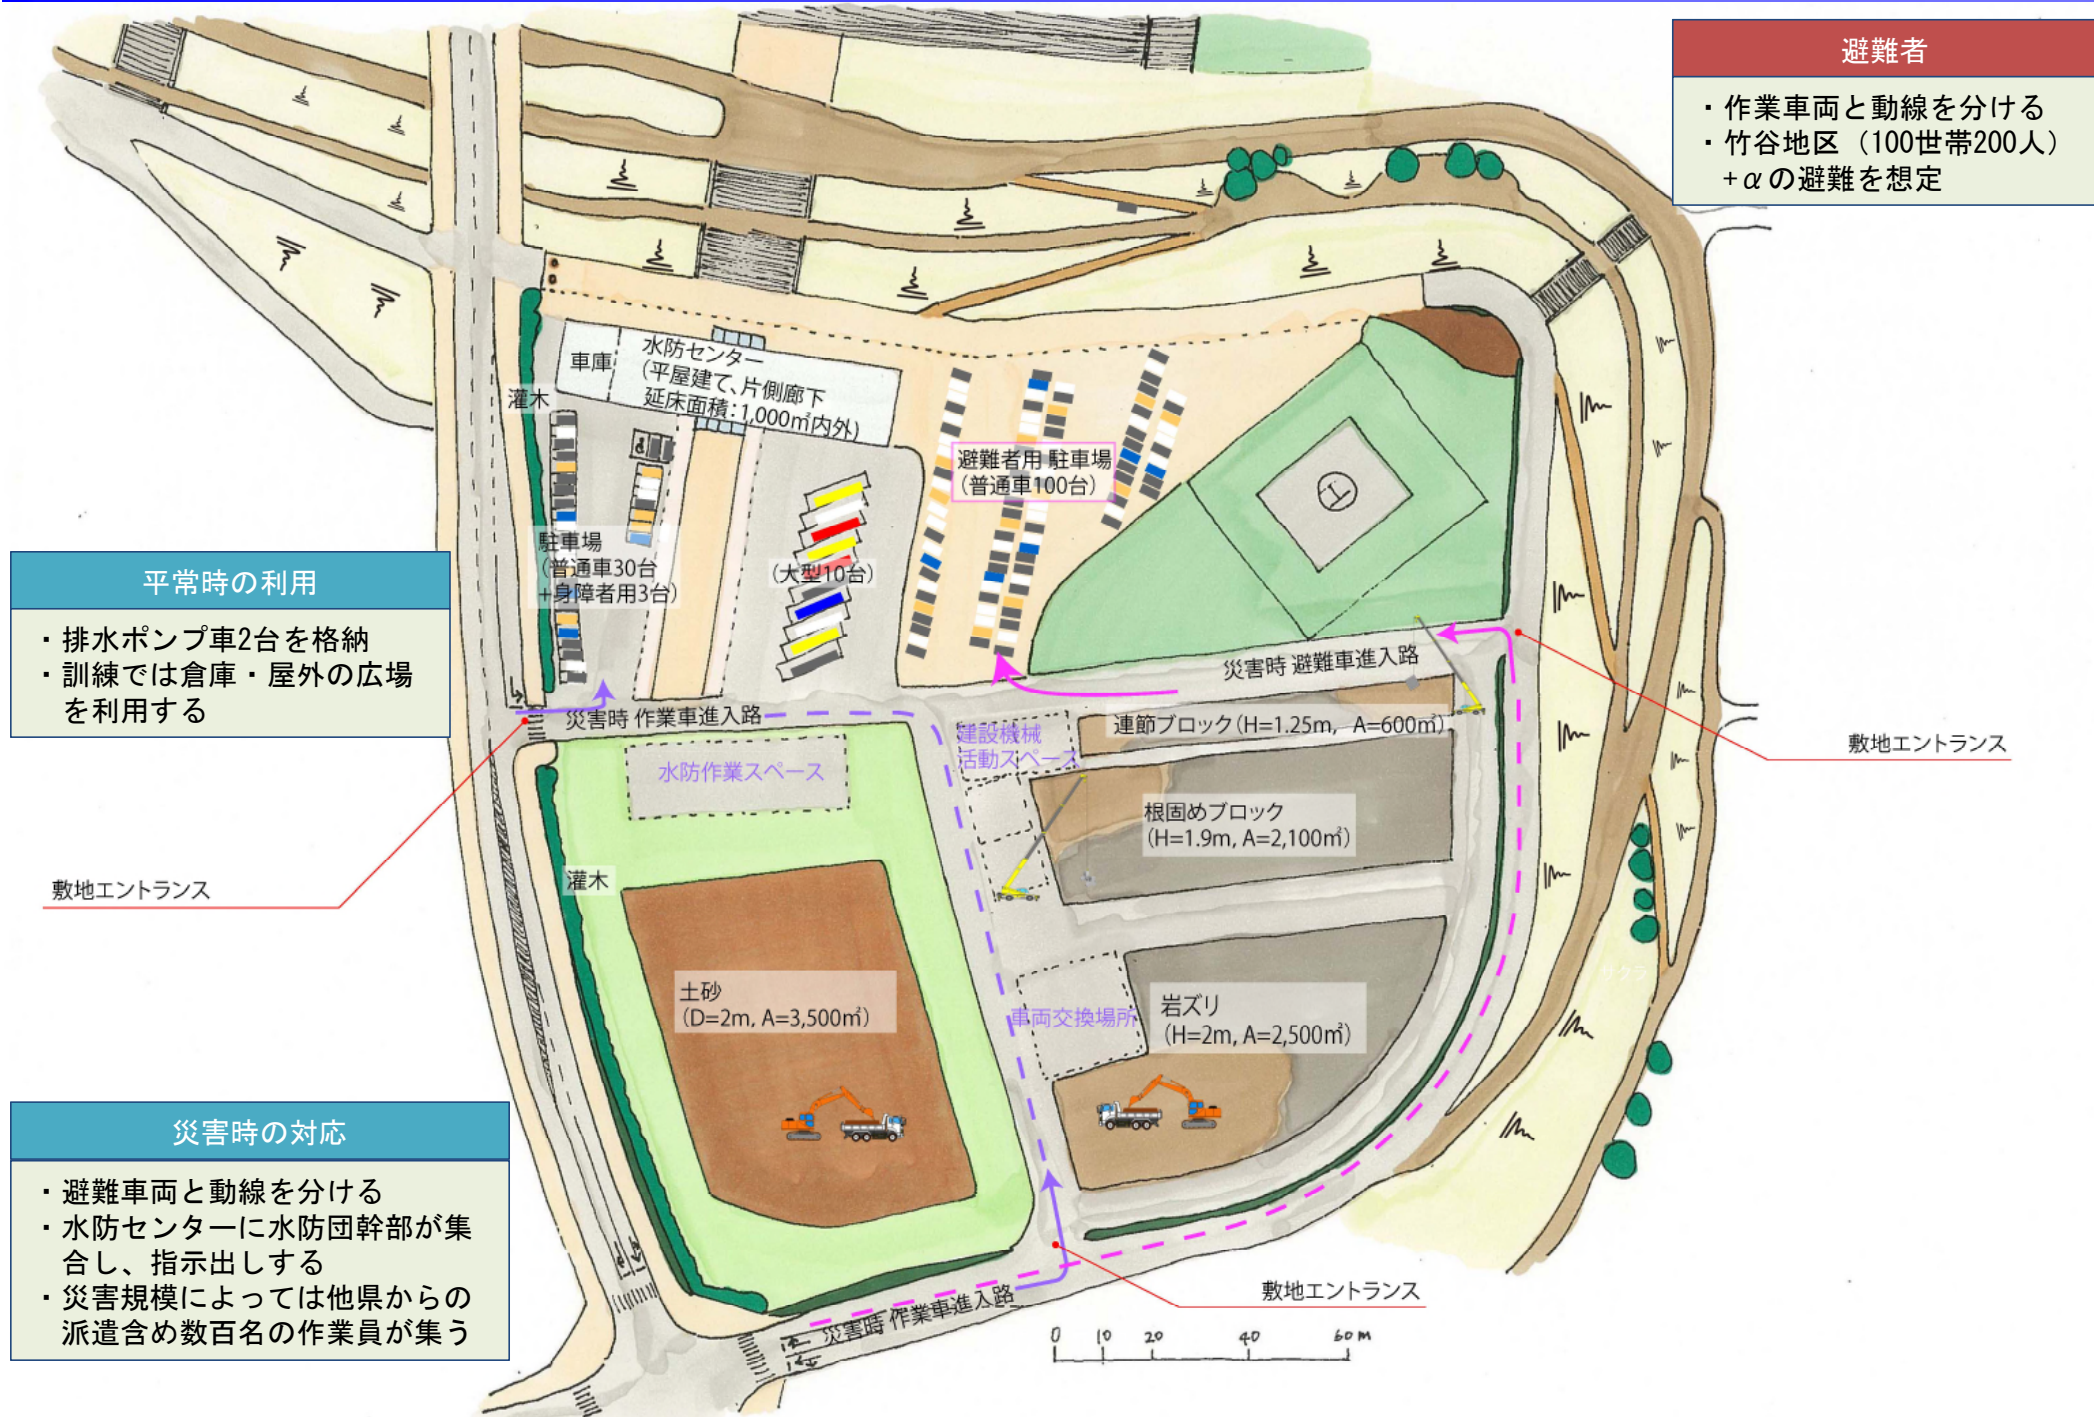 避難者
・作業車両と動線を分ける
・竹谷地区（100世帯200人）
+αの避難を想定
車庫
水防センター
(平屋建て、片側廊下
延床面積:1,000㎡内外)
灌木
避難者用 駐車場
(普通車100台)
駐車場
(普通車30台
+身障者用3台)
(大型10台)
H
平常時の利用
・排水ポンプ車2台を格納
・訓練では倉庫・屋外の広場
を利用する
災害時 避難車進入路
災害時 作業車進入路
連節ブロック(H=1.25m, A=600㎡)
建設機械
活動スペース
水防作業スペース
敷地エントランス
根固めブロック
(H=1.9m, A=2,100㎡)
灌木
敷地エントランス
サクラ
土砂
(D=2m, A=3,500㎡)
車両交換場所
岩ズリ
(H=2m, A=2,500㎡)
災害時の対応
・避難車両と動線を分ける
・水防センターに水防団幹部が集
合し、指示出しする
・災害規模によっては他県からの
派遣含め数百名の作業員が集う
敷地エントランス
災害時 作業車進入路
0 10 20 40 60m